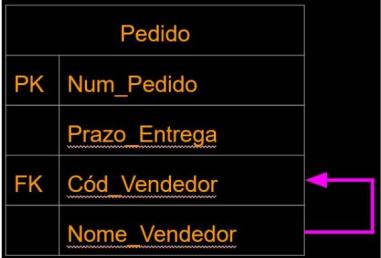 Pedido
PK Num_Pedido
Prazo_Entrega
FK Cód_Vendedor
Nome_Vendedor